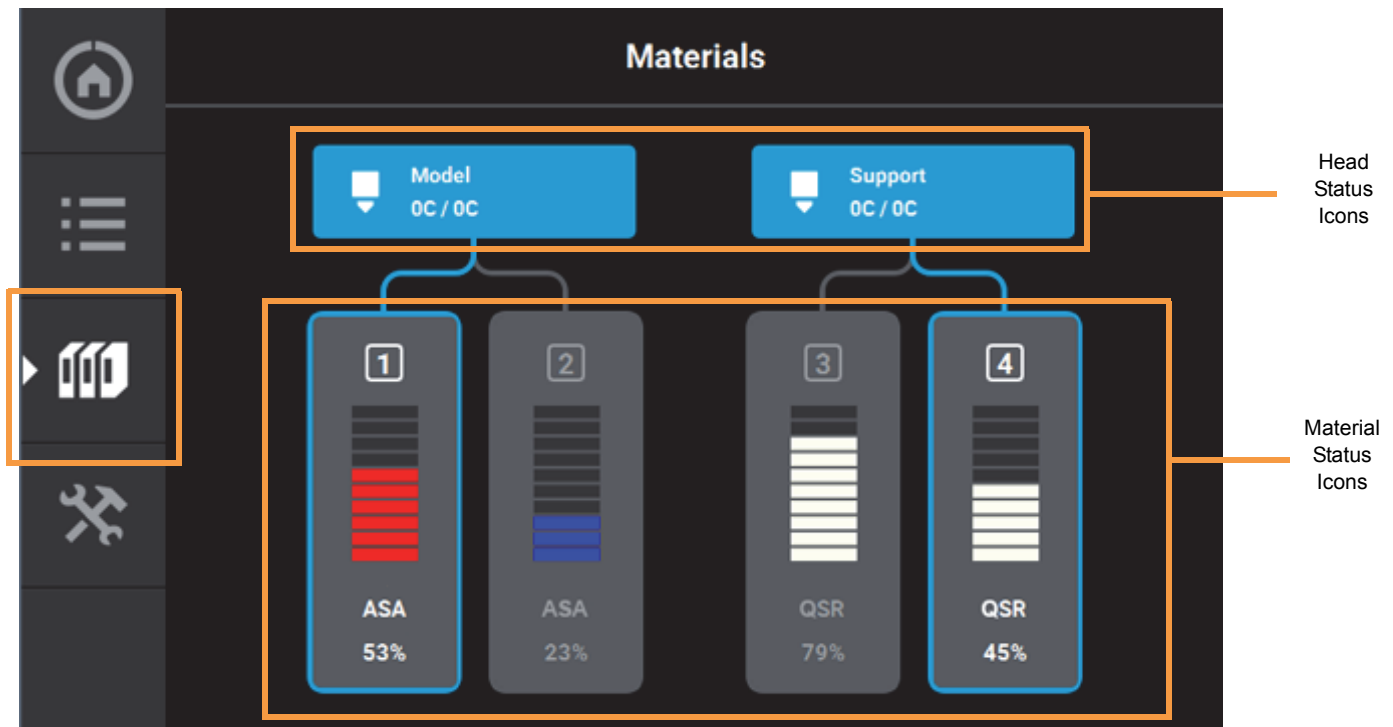 Materials
Model
0C / 0C
Support
0C / 0C
Head
Status
Icons
1
2
3
4
ASA
ASA
QSR
QSR
53%
23%
79%
45%
Material
Status
Icons